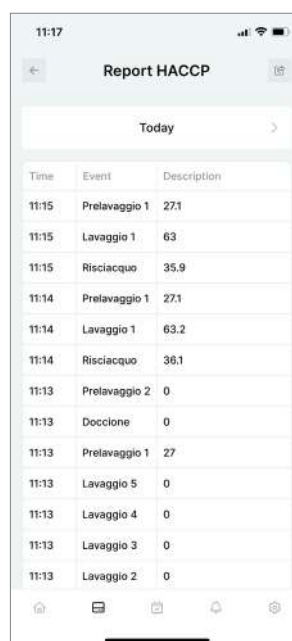 11:17
Report HACCP
Today
Time Event Description
11:15 Prelavaggio 1 27.1
11:15 Lavaggio 1 63
11:15 Risciacquo 35.9
11:14 Prelavaggio 1 27.1
11:14 Lavaggio 1 63.2
11:14 Risciacquo 36.1
11:13 Prelavaggio 2 0
11:13 Doccione 0
11:13 Prelavaggio 1 27
11:13 Lavaggio 5 0
11:13 Lavaggio 4 0
11:13 Lavaggio 3 0
11:13 Lavaggio 2 0